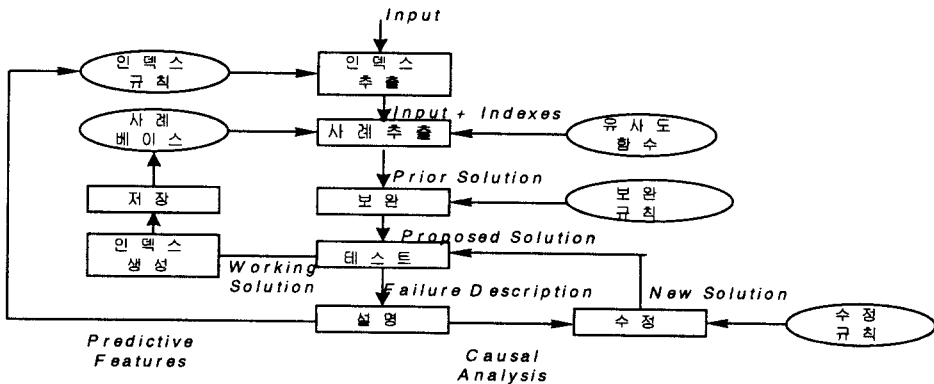 Input
인 덱 스
규 칙
인 덱 스
추 출
Input + Indexes
사 례
베 이 스
사 례 추 출
유 사 도
함 수
Prior Solution
저 장
보 완
보 완
규 칙
Proposed Solution
인 덱 스
생 성
Working
Solution
테 스 트
Failure Description
New Solution
설 명
수 정
수 정
규 칙
Predictive
Features
Causal
Analysis